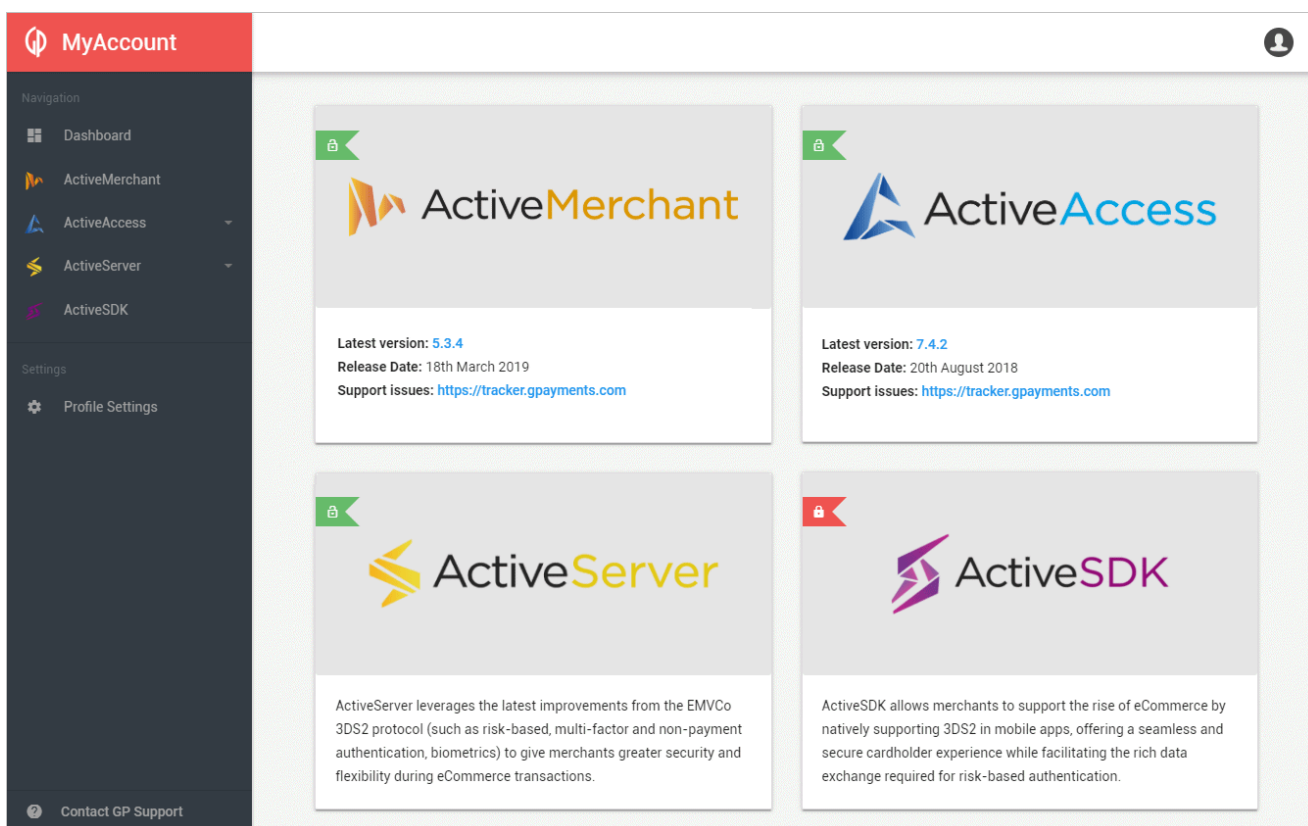 MyAccount
Navigation
Dashboard
ActiveMerchant
ActiveAccess
ActiveServer
ActiveSDK
Settings
Profile Settings
Contact GP Support
ActiveMerchant
Latest version: 5.3.4
Release Date: 18th March 2019
Support issues: https://tracker.gpayments.com
ActiveAccess
Latest version: 7.4.2
Release Date: 20th August 2018
Support issues: https://tracker.gpayments.com
ActiveServer
ActiveServer leverages the latest improvements from the EMVCo
3DS2 protocol (such as risk-based, multi-factor and non-payment
authentication, biometrics) to give merchants greater security and
flexibility during eCommerce transactions.
ActiveSDK
ActiveSDK allows merchants to support the rise of eCommerce by
natively supporting 3DS2 in mobile apps, offering a seamless and
secure cardholder experience while facilitating the rich data
exchange required for risk-based authentication.